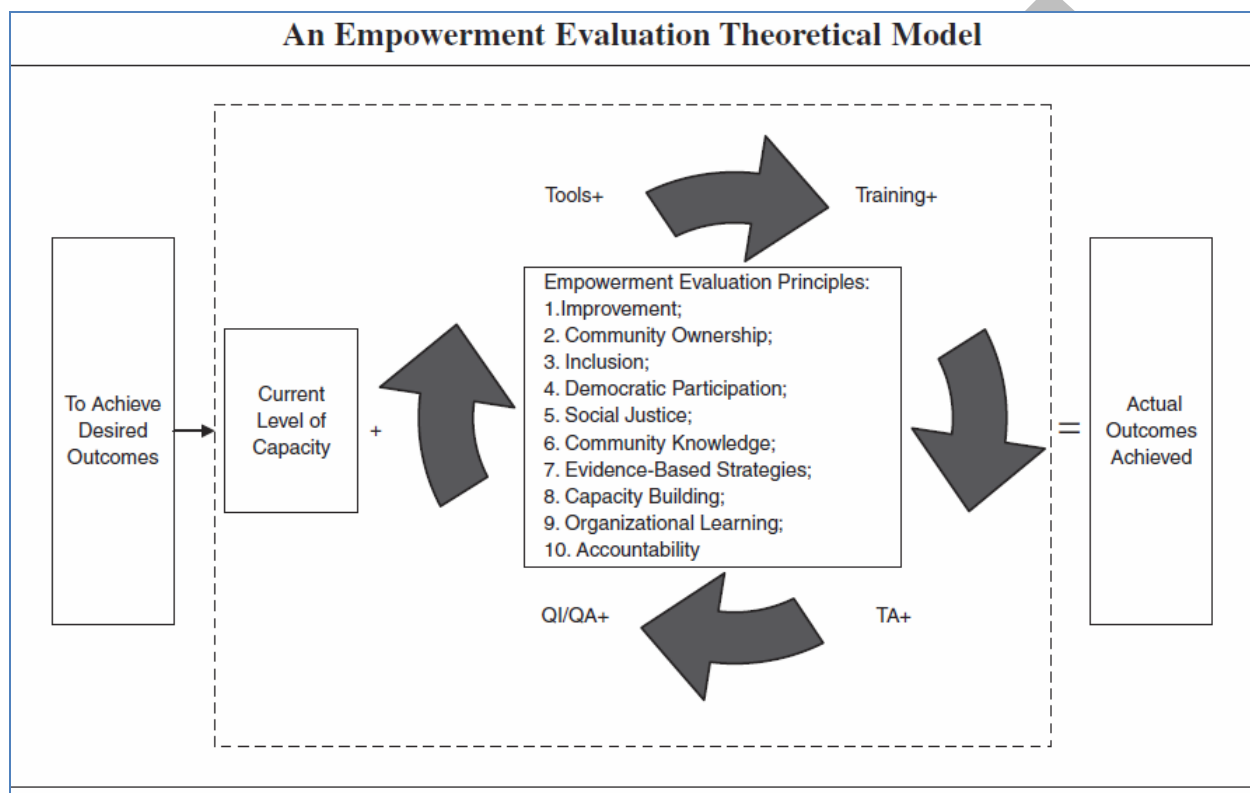 An Empowerment Evaluation Theoretical Model
Tools+
Training+
To Achieve
Desired
Outcomes
Current
Level of
Capacity
+
Empowerment Evaluation Principles:
1.Improvement;
2. Community Ownership;
3. Inclusion;
4. Democratic Participation;
5. Social Justice;
6. Community Knowledge;
7. Evidence-Based Strategies;
8. Capacity Building;
9. Organizational Learning;
10. Accountability
=
Actual
Outcomes
Achieved
QI/QA+
TA+